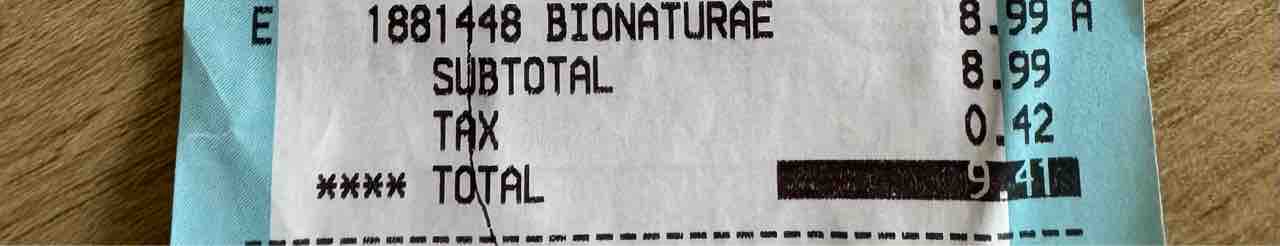 E 1881448 BIONATURAE 8.99 A
SUBTOTAL 8.99
TAX 0.42
**** TOTAL 9.41